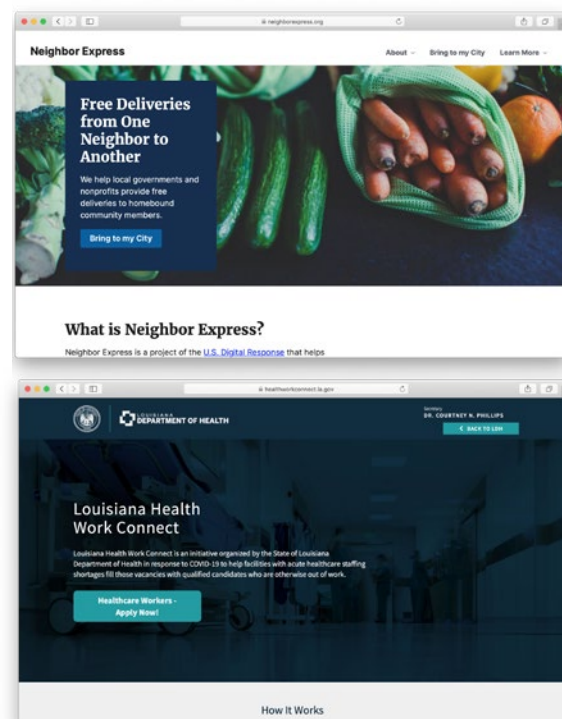 neighborexpress.org
Neighbor Express
About
Bring to my City
Learn More
Free Deliveries
from One
Neighbor to
Another
We help local governments and
nonprofits provide free
deliveries to homebound
community members.
Bring to my City
What is Neighbor Express?
Neighbor Express is a project of the U.S. Digital Response that helps
healthworkconnect.la.gov
LOUISIANA
DEPARTMENT OF HEALTH
Secretary
DR. COURTNEY N. PHILLIPS
BACK TO LDH
Louisiana Health
Work Connect
Louisiana Health Work Connect is an initiative organized by the State of Louisiana
Department of Health in response to COVID-19 to help facilities with acute healthcare staffing
shortages fill those vacancies with qualified candidates who are otherwise out of work.
Healthcare Workers -
Apply Now!
How It Works